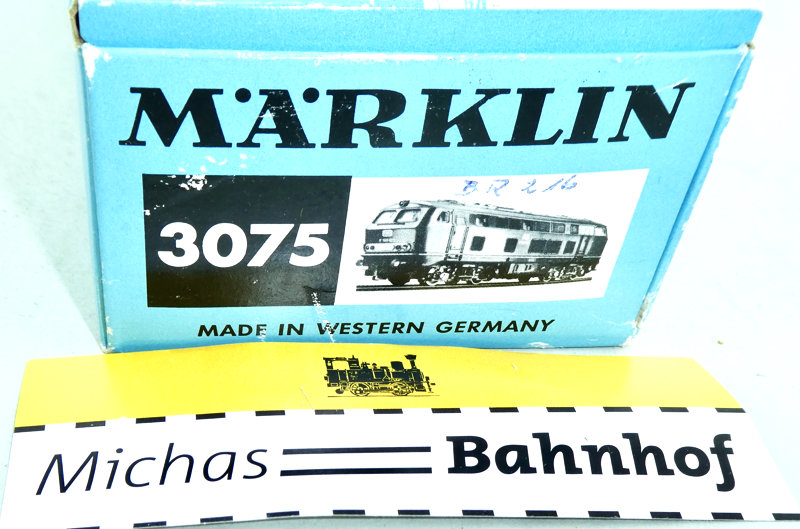 MÄRKLIN
BR 216
3075
MADE IN WESTERN GERMANY
Michas Bahnhof